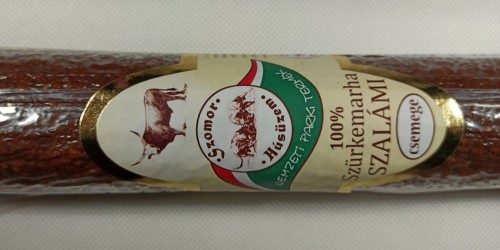 Szomor
Húsüzem
NEMZETI PARKI TERMÉK
100%
Szürkemarha
SZALÁMI
csemege